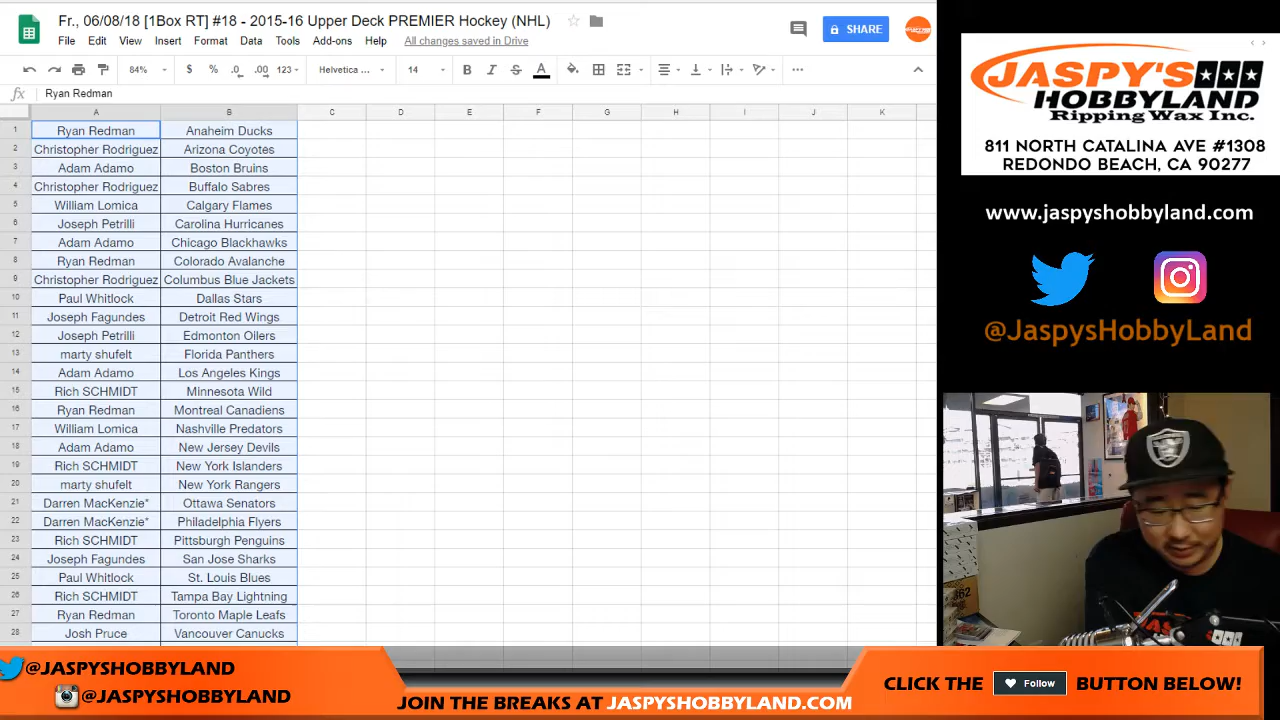 Fr., 06/08/18 [1Box RT] #18 - 2015-16 Upper Deck PREMIER Hockey (NHL)
File Edit View Insert Format Data Tools Add-ons Help All changes saved in Drive
SHARE
84% $ % .0 .00 123 Helvetica ... 14 B I S A
fx Ryan Redman
A B C D E F G H I J K
1 Ryan Redman Anaheim Ducks
2 Christopher Rodriguez Arizona Coyotes
3 Adam Adamo Boston Bruins
4 Christopher Rodriguez Buffalo Sabres
5 William Lomica Calgary Flames
6 Joseph Petrilli Carolina Hurricanes
7 Adam Adamo Chicago Blackhawks
8 Ryan Redman Colorado Avalanche
9 Christopher Rodriguez Columbus Blue Jackets
10 Paul Whitlock Dallas Stars
11 Joseph Fagundes Detroit Red Wings
12 Joseph Petrilli Edmonton Oilers
13 marty shufelt Florida Panthers
14 Adam Adamo Los Angeles Kings
15 Rich SCHMIDT Minnesota Wild
16 Ryan Redman Montreal Canadiens
17 William Lomica Nashville Predators
18 Adam Adamo New Jersey Devils
19 Rich SCHMIDT New York Islanders
20 marty shufelt New York Rangers
21 Darren MacKenzie* Ottawa Senators
22 Darren MacKenzie* Philadelphia Flyers
23 Rich SCHMIDT Pittsburgh Penguins
24 Joseph Fagundes San Jose Sharks
25 Paul Whitlock St. Louis Blues
26 Rich SCHMIDT Tampa Bay Lightning
27 Ryan Redman Toronto Maple Leafs
28 Josh Pruce Vancouver Canucks
JASPY'S
HOBBYLAND
Ripping Wax Inc.
811 NORTH CATALINA AVE #1308
REDONDO BEACH, CA 90277
www.jaspyshobbyland.com
@JaspysHobbyLand
@JASPYSHOBBYLAND
@JASPYSHOBBYLAND
JOIN THE BREAKS AT JASPYSHOBBYLAND.COM
CLICK THE Follow BUTTON BELOW!